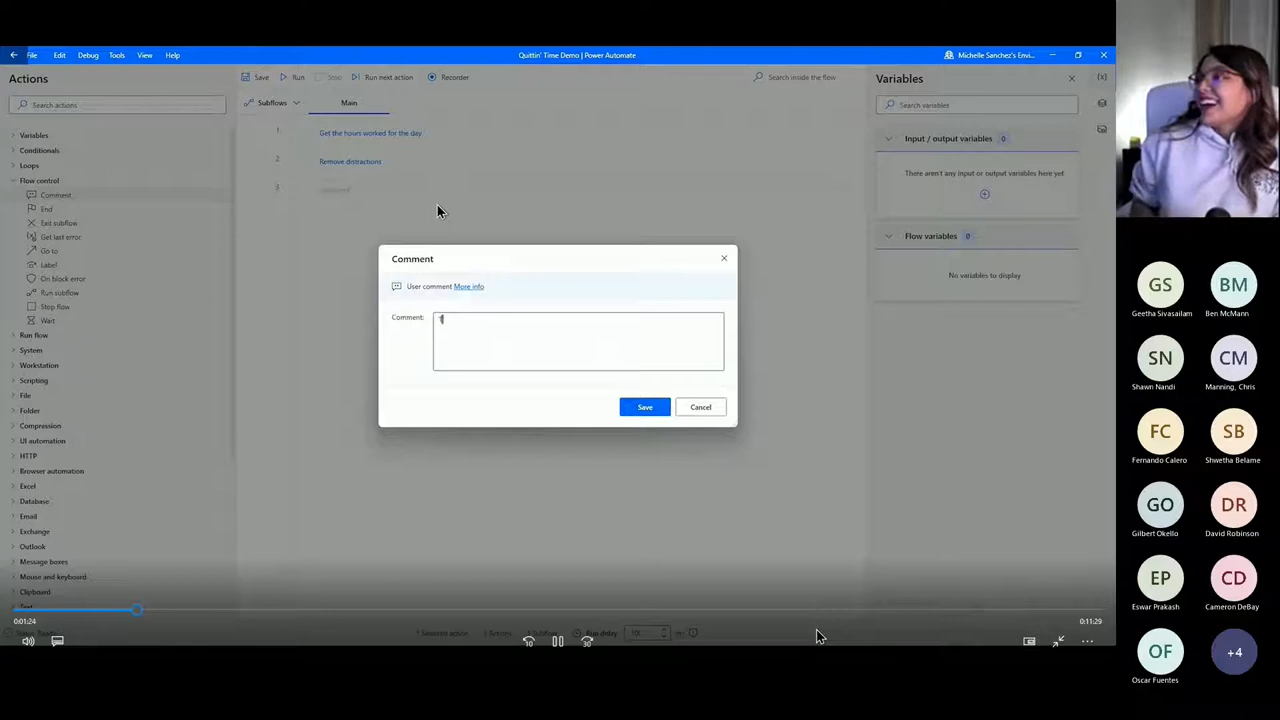 File Edit Debug Tools View Help
Quittin' Time Demo | Power Automate
Michelle Sanchez's Envi...
Actions
Search actions
Variables
Conditionals
Loops
Flow control
Comment
End
Exit subflow
Get last error
Go to
Label
On block error
Run subflow
Stop flow
Wait
Run flow
System
Workstation
Scripting
File
Folder
Compression
UI automation
HTTP
Browser automation
Excel
Database
Email
Exchange
Outlook
Message boxes
Mouse and keyboard
Clipboard
Text
Save Run Stop Run next action Recorder
Search inside the flow
Subflows Main
1 Get the hours worked for the day
2 Remove distractions
3 Comment
Comment
User comment More info
Comment:
Save Cancel
Variables
Search variables
Input / output variables 0
There aren't any input or output variables here yet
Flow variables 0
No variables to display
0:01:24
0:11:29
Run delay 100
10 30
GS
Geetha Sivasailam
BM
Ben McMann
SN
Shawn Nandi
CM
Manning, Chris
FC
Fernando Calero
SB
Shwetha Belame
GO
Gilbert Okello
DR
David Robinson
EP
Eswar Prakash
CD
Cameron DeBay
OF
Oscar Fuentes
+4